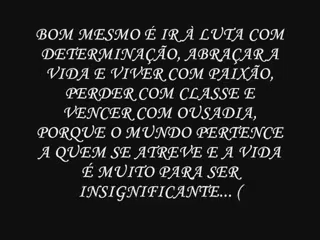 BOM MESMO É IR À LUTA COM
DETERMINAÇÃO, ABRAÇAR A
VIDA E VIVER COM PAIXÃO,
PERDER COM CLASSE E
VENCER COM OUSADIA,
PORQUE O MUNDO PERTENCE
A QUEM SE ATREVE E A VIDA
É MUITO PARA SER
INSIGNIFICANTE... (